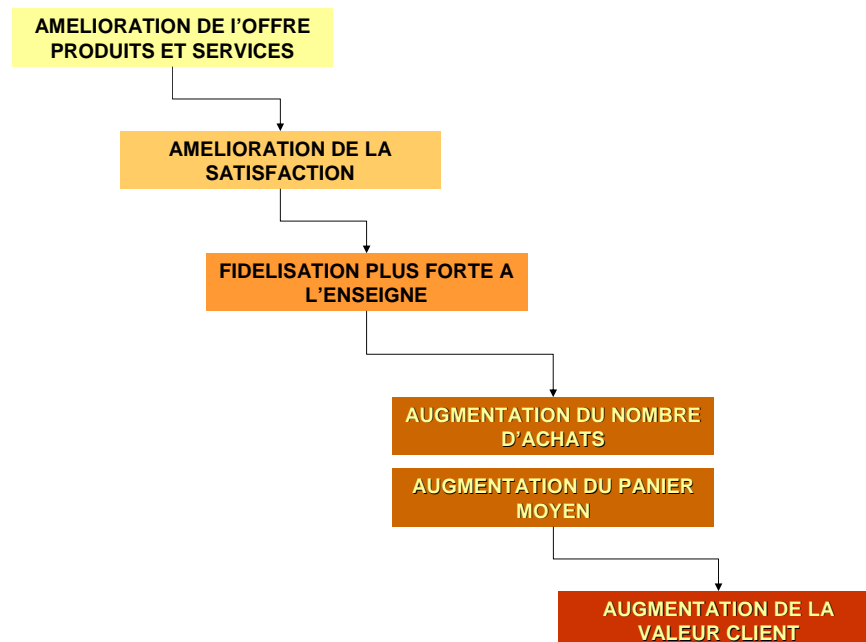 AMELIORATION DE l'OFFRE
PRODUITS ET SERVICES
AMELIORATION DE LA
SATISFACTION
FIDELISATION PLUS FORTE A
L’ENSEIGNE
AUGMENTATION DU NOMBRE
D’ACHATS
AUGMENTATION DU PANIER
MOYEN
AUGMENTATION DE LA
VALEUR CLIENT